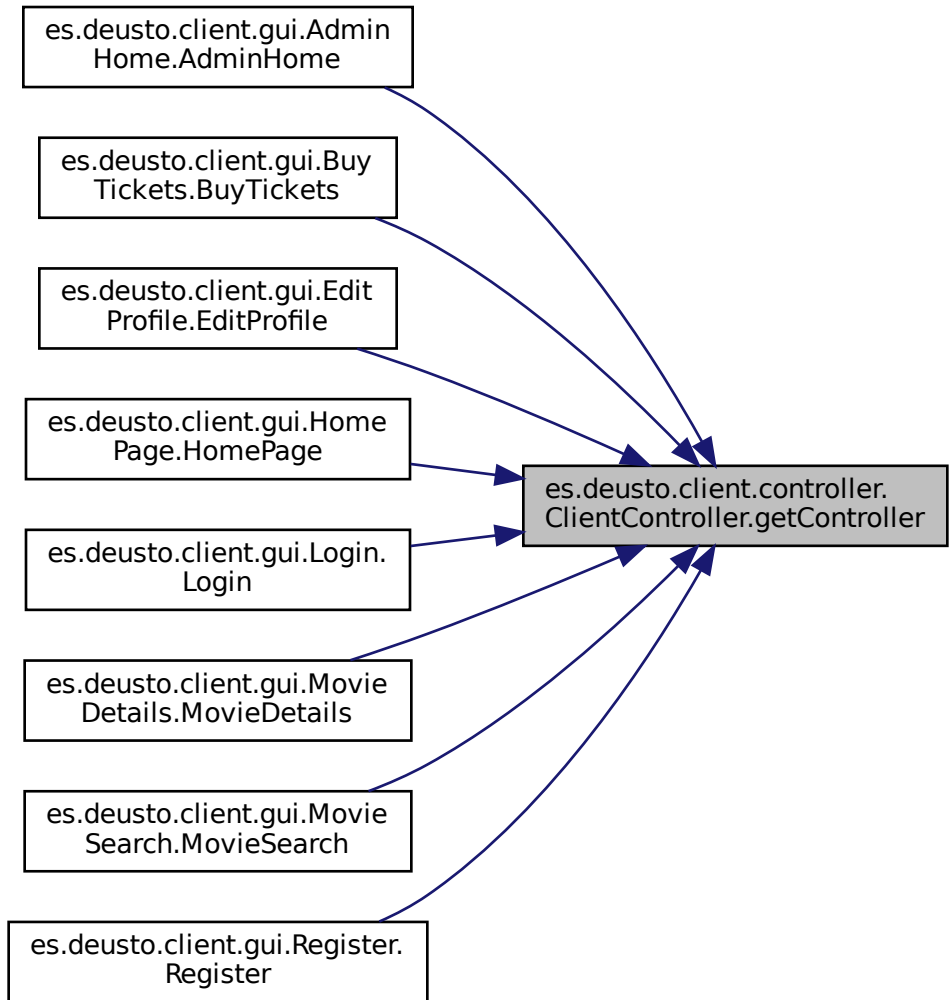 es.deusto.client.gui.Admin
Home.AdminHome
es.deusto.client.gui.Buy
Tickets.BuyTickets
es.deusto.client.gui.Edit
Profile.EditProfile
es.deusto.client.gui.Home
Page.HomePage
es.deusto.client.controller.
ClientController.getController
es.deusto.client.gui.Login.
Login
es.deusto.client.gui.Movie
Details.MovieDetails
es.deusto.client.gui.Movie
Search.MovieSearch
es.deusto.client.gui.Register.
Register